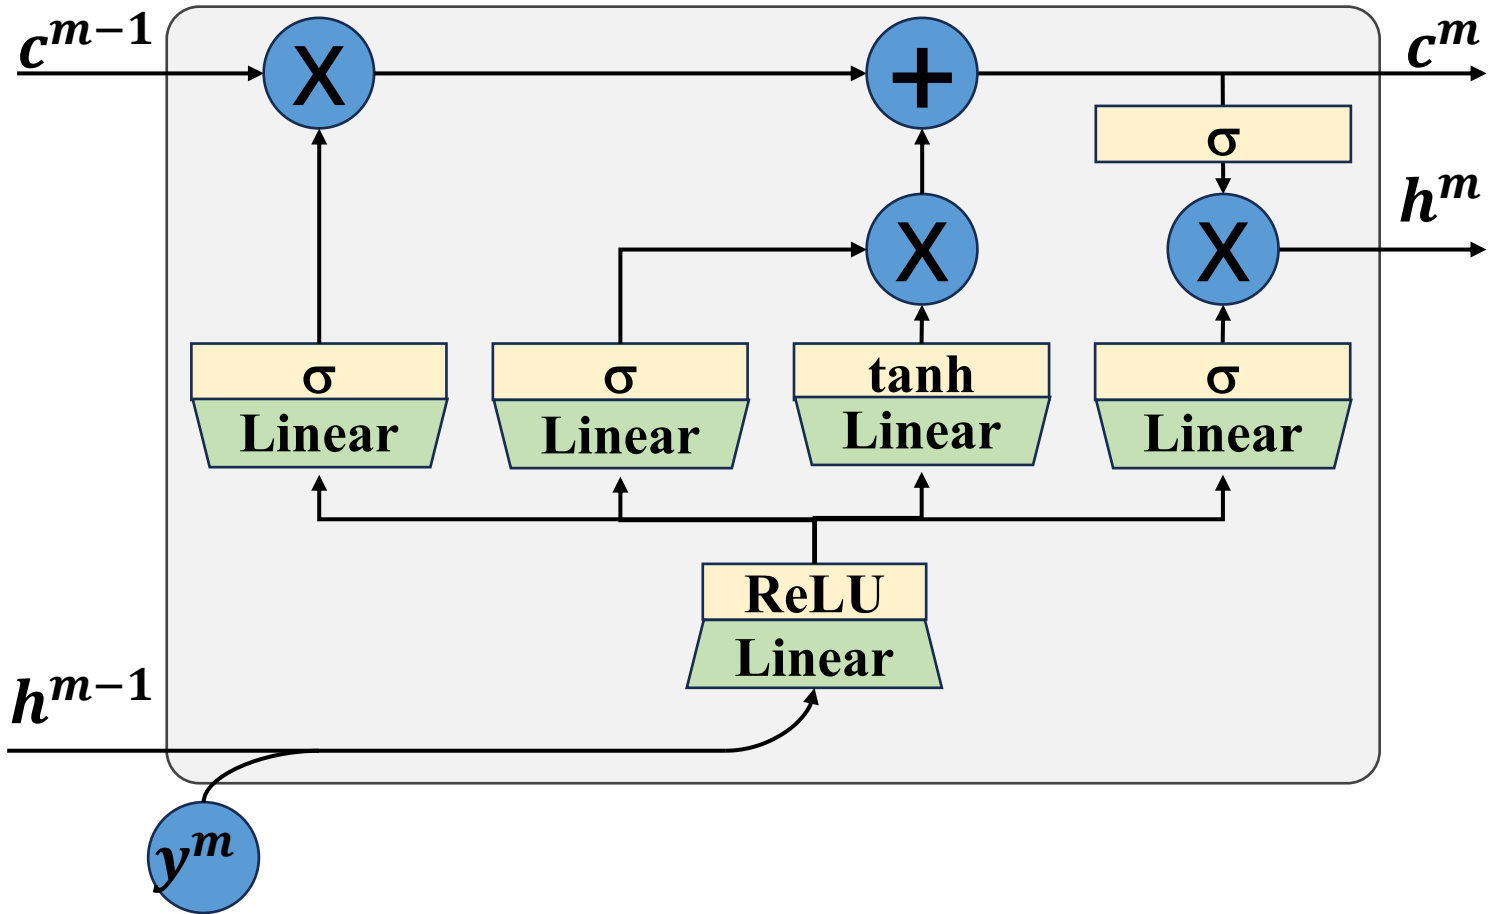 c^{m-1}
X
+
c^m
σ
h^m
X
X
σ
σ
tanh
σ
Linear
Linear
Linear
Linear
ReLU
Linear
h^{m-1}
y^m